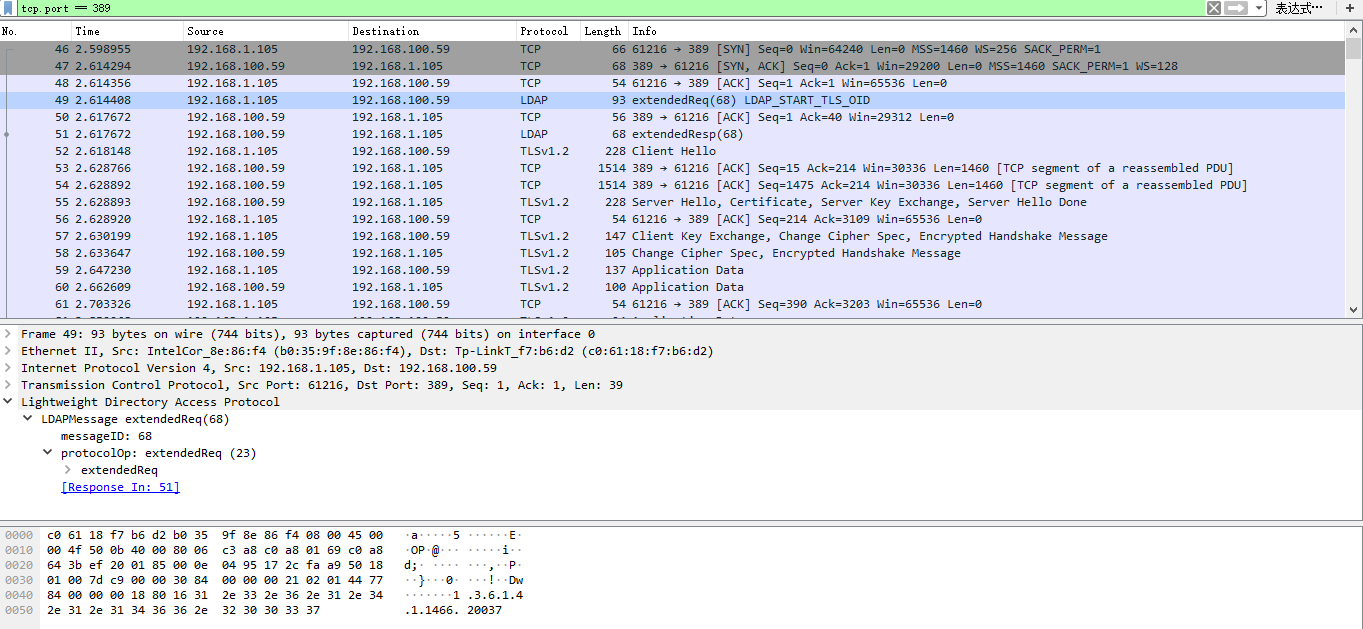 tcp.port == 389 表达式… +
No. Time Source Destination Protocol Length Info
46 2.598955 192.168.1.105 192.168.100.59 TCP 66 61216 → 389 [SYN] Seq=0 Win=64240 Len=0 MSS=1460 WS=256 SACK_PERM=1
47 2.614294 192.168.100.59 192.168.1.105 TCP 68 389 → 61216 [SYN, ACK] Seq=0 Ack=1 Win=29200 Len=0 MSS=1460 SACK_PERM=1 WS=128
48 2.614356 192.168.1.105 192.168.100.59 TCP 54 61216 → 389 [ACK] Seq=1 Ack=1 Win=65536 Len=0
49 2.614408 192.168.1.105 192.168.100.59 LDAP 93 extendedReq(68) LDAP_START_TLS_OID
50 2.617672 192.168.100.59 192.168.1.105 TCP 56 389 → 61216 [ACK] Seq=1 Ack=40 Win=29312 Len=0
51 2.617672 192.168.100.59 192.168.1.105 LDAP 68 extendedResp(68)
52 2.618148 192.168.1.105 192.168.100.59 TLSv1.2 228 Client Hello
53 2.628766 192.168.100.59 192.168.1.105 TCP 1514 389 → 61216 [ACK] Seq=15 Ack=214 Win=30336 Len=1460 [TCP segment of a reassembled PDU]
54 2.628892 192.168.100.59 192.168.1.105 TCP 1514 389 → 61216 [ACK] Seq=1475 Ack=214 Win=30336 Len=1460 [TCP segment of a reassembled PDU]
55 2.628893 192.168.100.59 192.168.1.105 TLSv1.2 228 Server Hello, Certificate, Server Key Exchange, Server Hello Done
56 2.628920 192.168.1.105 192.168.100.59 TCP 54 61216 → 389 [ACK] Seq=214 Ack=3109 Win=65536 Len=0
57 2.630199 192.168.1.105 192.168.100.59 TLSv1.2 147 Client Key Exchange, Change Cipher Spec, Encrypted Handshake Message
58 2.633647 192.168.100.59 192.168.1.105 TLSv1.2 105 Change Cipher Spec, Encrypted Handshake Message
59 2.647230 192.168.1.105 192.168.100.59 TLSv1.2 137 Application Data
60 2.662609 192.168.100.59 192.168.1.105 TLSv1.2 100 Application Data
61 2.703326 192.168.1.105 192.168.100.59 TCP 54 61216 → 389 [ACK] Seq=390 Ack=3203 Win=65536 Len=0
Frame 49: 93 bytes on wire (744 bits), 93 bytes captured (744 bits) on interface 0
Ethernet II, Src: IntelCor_8e:86:f4 (b0:35:9f:8e:86:f4), Dst: Tp-LinkT_f7:b6:d2 (c0:61:18:f7:b6:d2)
Internet Protocol Version 4, Src: 192.168.1.105, Dst: 192.168.100.59
Transmission Control Protocol, Src Port: 61216, Dst Port: 389, Seq: 1, Ack: 1, Len: 39
Lightweight Directory Access Protocol
LDAPMessage extendedReq(68)
messageID: 68
protocolOp: extendedReq (23)
extendedReq
[Response In: 51]
0000 c0 61 18 f7 b6 d2 b0 35 9f 8e 86 f4 08 00 45 00 ·a·····5 ······E·
0010 00 4f 50 0b 40 00 80 06 c3 a8 c0 a8 01 69 c0 a8 ·OP·@··· ·····i··
0020 64 3b ef 20 01 85 00 0e 04 95 17 2c fa a9 50 18 d;· ···· ···,··P·
0030 01 00 7d c9 00 00 30 84 00 00 00 21 02 01 44 77 ··}···0· ···!··Dw
0040 84 00 00 00 18 80 16 31 2e 33 2e 36 2e 31 2e 34 ·······1 .3.6.1.4
0050 2e 31 2e 31 34 36 36 2e 32 30 30 33 37 .1.1466. 20037